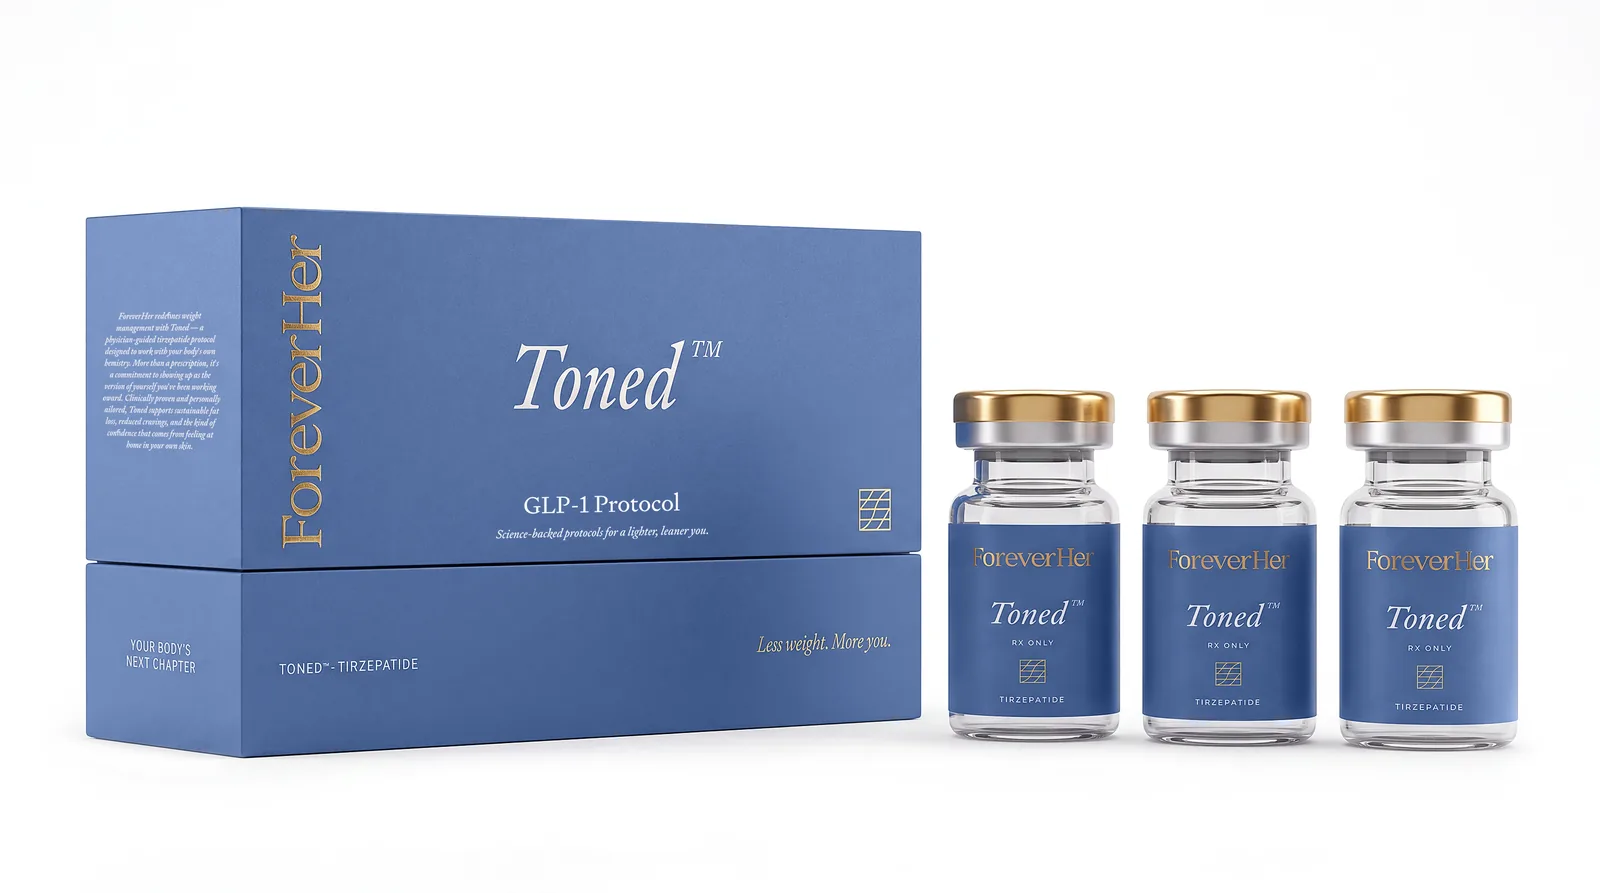 ForeverHer redefines weight
management with Toned — a
physician-guided tirzepatide protocol
designed to work with your body's own
hemistry. More than a prescription, it's
a commitment to showing up as the
version of yourself you've been working
oward. Clinically proven and personally
ailored, Toned supports sustainable fat
loss, reduced cravings, and the kind of
confidence that comes from feeling at
home in your own skin.
ForeverHer
Toned™
GLP-1 Protocol
Science-backed protocols for a lighter, leaner you.
YOUR BODY'S
NEXT CHAPTER
TONED™ - TIRZEPATIDE
Less weight. More you.
ForeverHer
Toned™
RX ONLY
TIRZEPATIDE
ForeverHer
Toned™
RX ONLY
TIRZEPATIDE
ForeverHer
Toned™
RX ONLY
TIRZEPATIDE